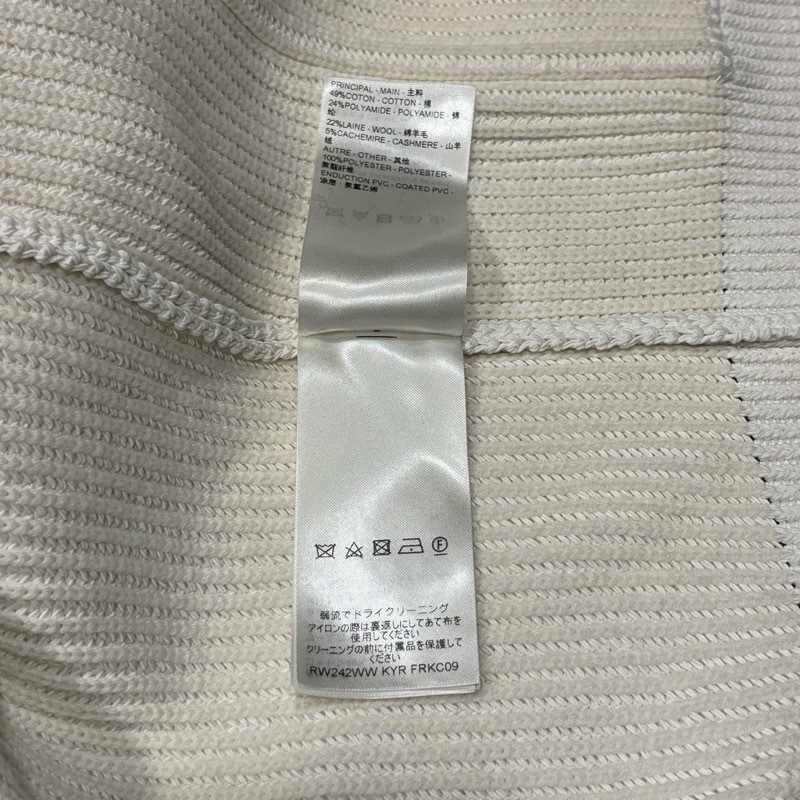 PRINCIPAL - MAIN - 主料
49%COTON - COTTON - 棉
24%POLYAMIDE - POLYAMIDE - 锦
纶
22%LAINE - WOOL - 绵羊毛
5%CACHEMIRE - CASHMERE - 山羊
绒
AUTRE - OTHER - 其他
100%POLYESTER - POLYESTER -
聚酯纤维
ENDUCTION PVC - COATED PVC -
涂层：聚氯乙烯
F
弱流でドライクリーニング
アイロンの際は裏返しにしてあて布を
使用してください
クリーニングの前に付属品を保護して
ください
RW242WW KYR FRKC09